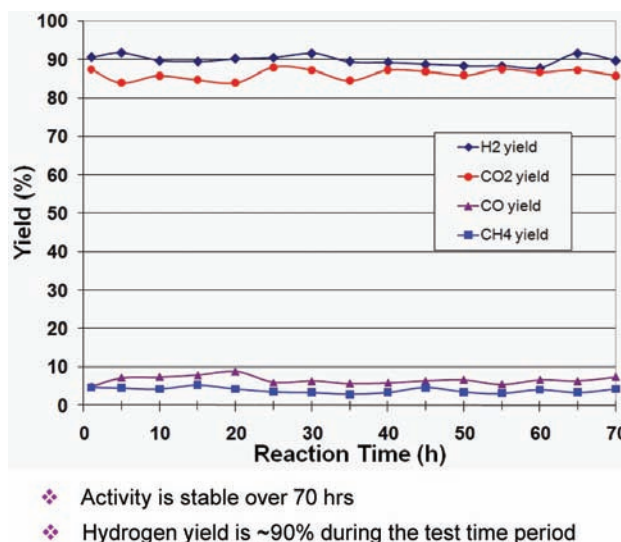 100
90
80
70
60
50
40
30
20
10
0
Yield (%)
H2 yield
CO2 yield
CO yield
CH4 yield
0 10 20 30 40 50 60 70
Reaction Time (h)
❖ Activity is stable over 70 hrs
❖ Hydrogen yield is ~90% during the test time period